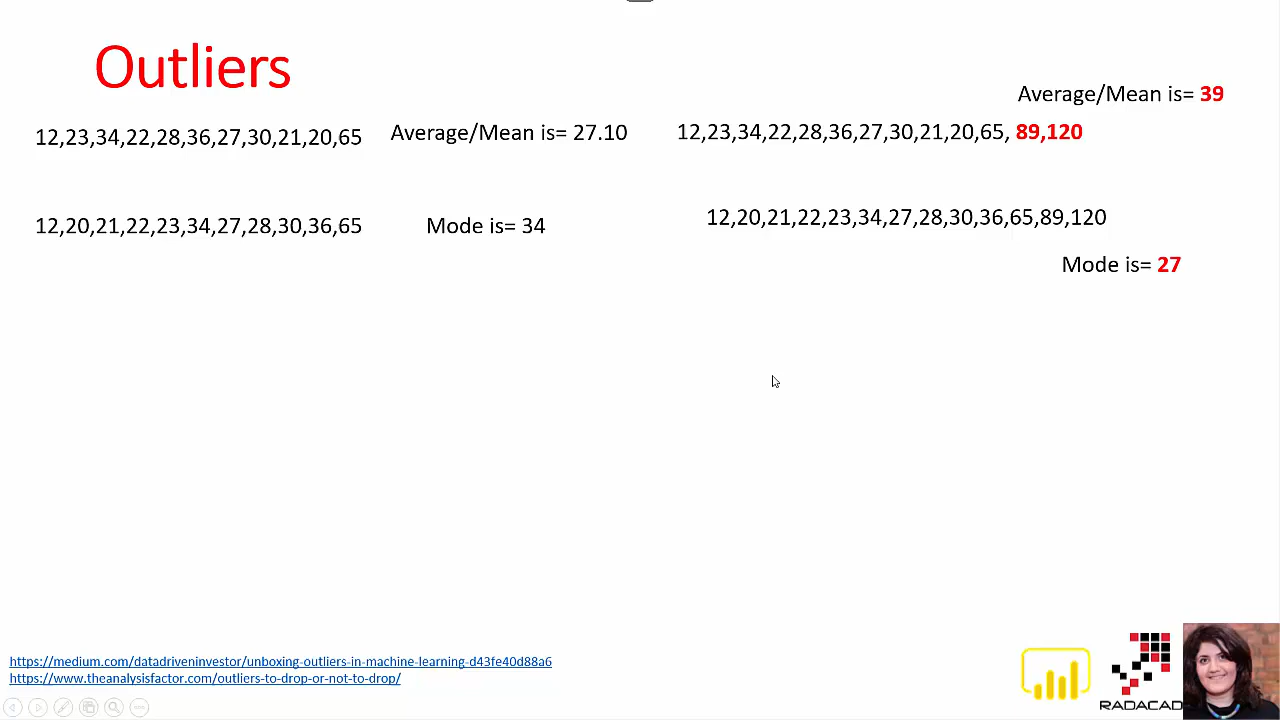 Outliers
12,23,34,22,28,36,27,30,21,20,65
Average/Mean is= 27.10
12,20,21,22,23,34,27,28,30,36,65
Mode is= 34
Average/Mean is= 39
12,23,34,22,28,36,27,30,21,20,65, 89,120
12,20,21,22,23,34,27,28,30,36,65,89,120
Mode is= 27
https://medium.com/datadriveninvestor/unboxing-outliers-in-machine-learning-d43fe40d88a6
https://www.theanalysisfactor.com/outliers-to-drop-or-not-to-drop/
RADACAD